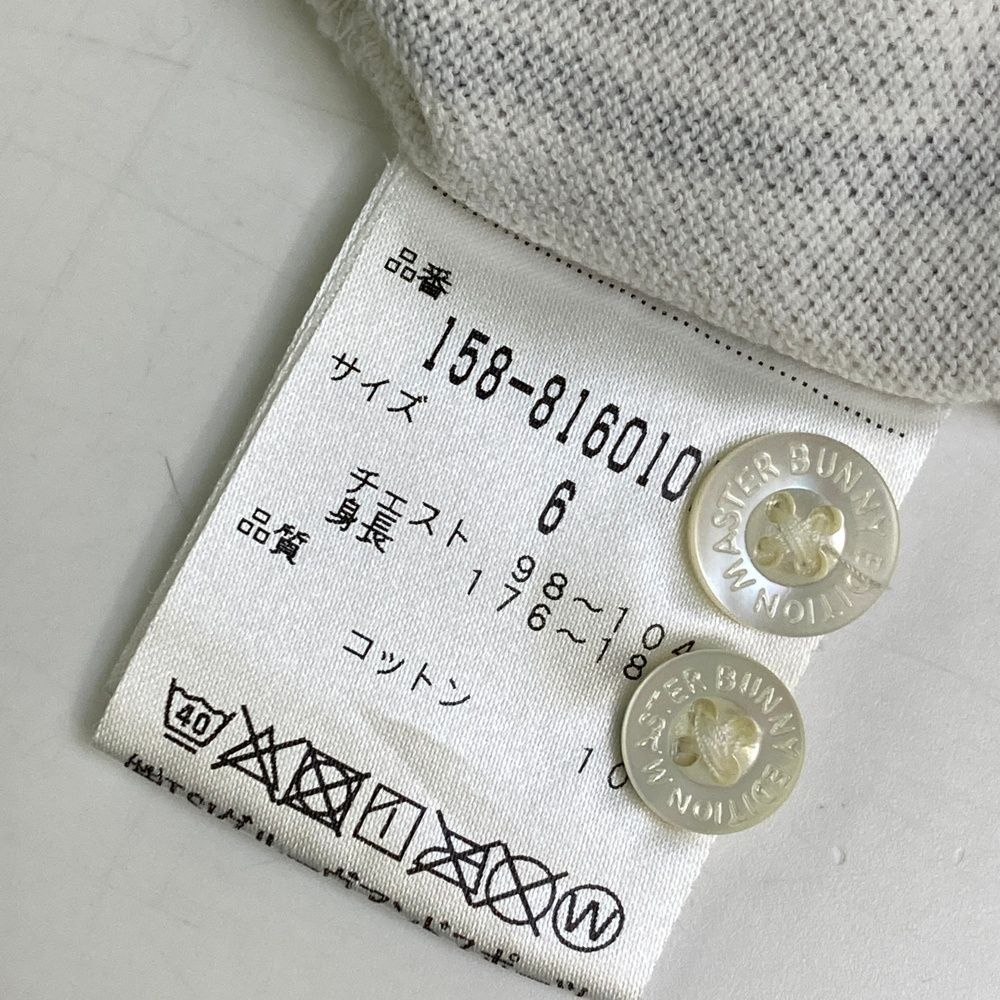 品番
158-816010
サイズ
6
チェスト 98~104
身長 176~18
品質
コットン 10
40
W
MASTER BUNNY EDITION
MASTER BUNNY EDITION